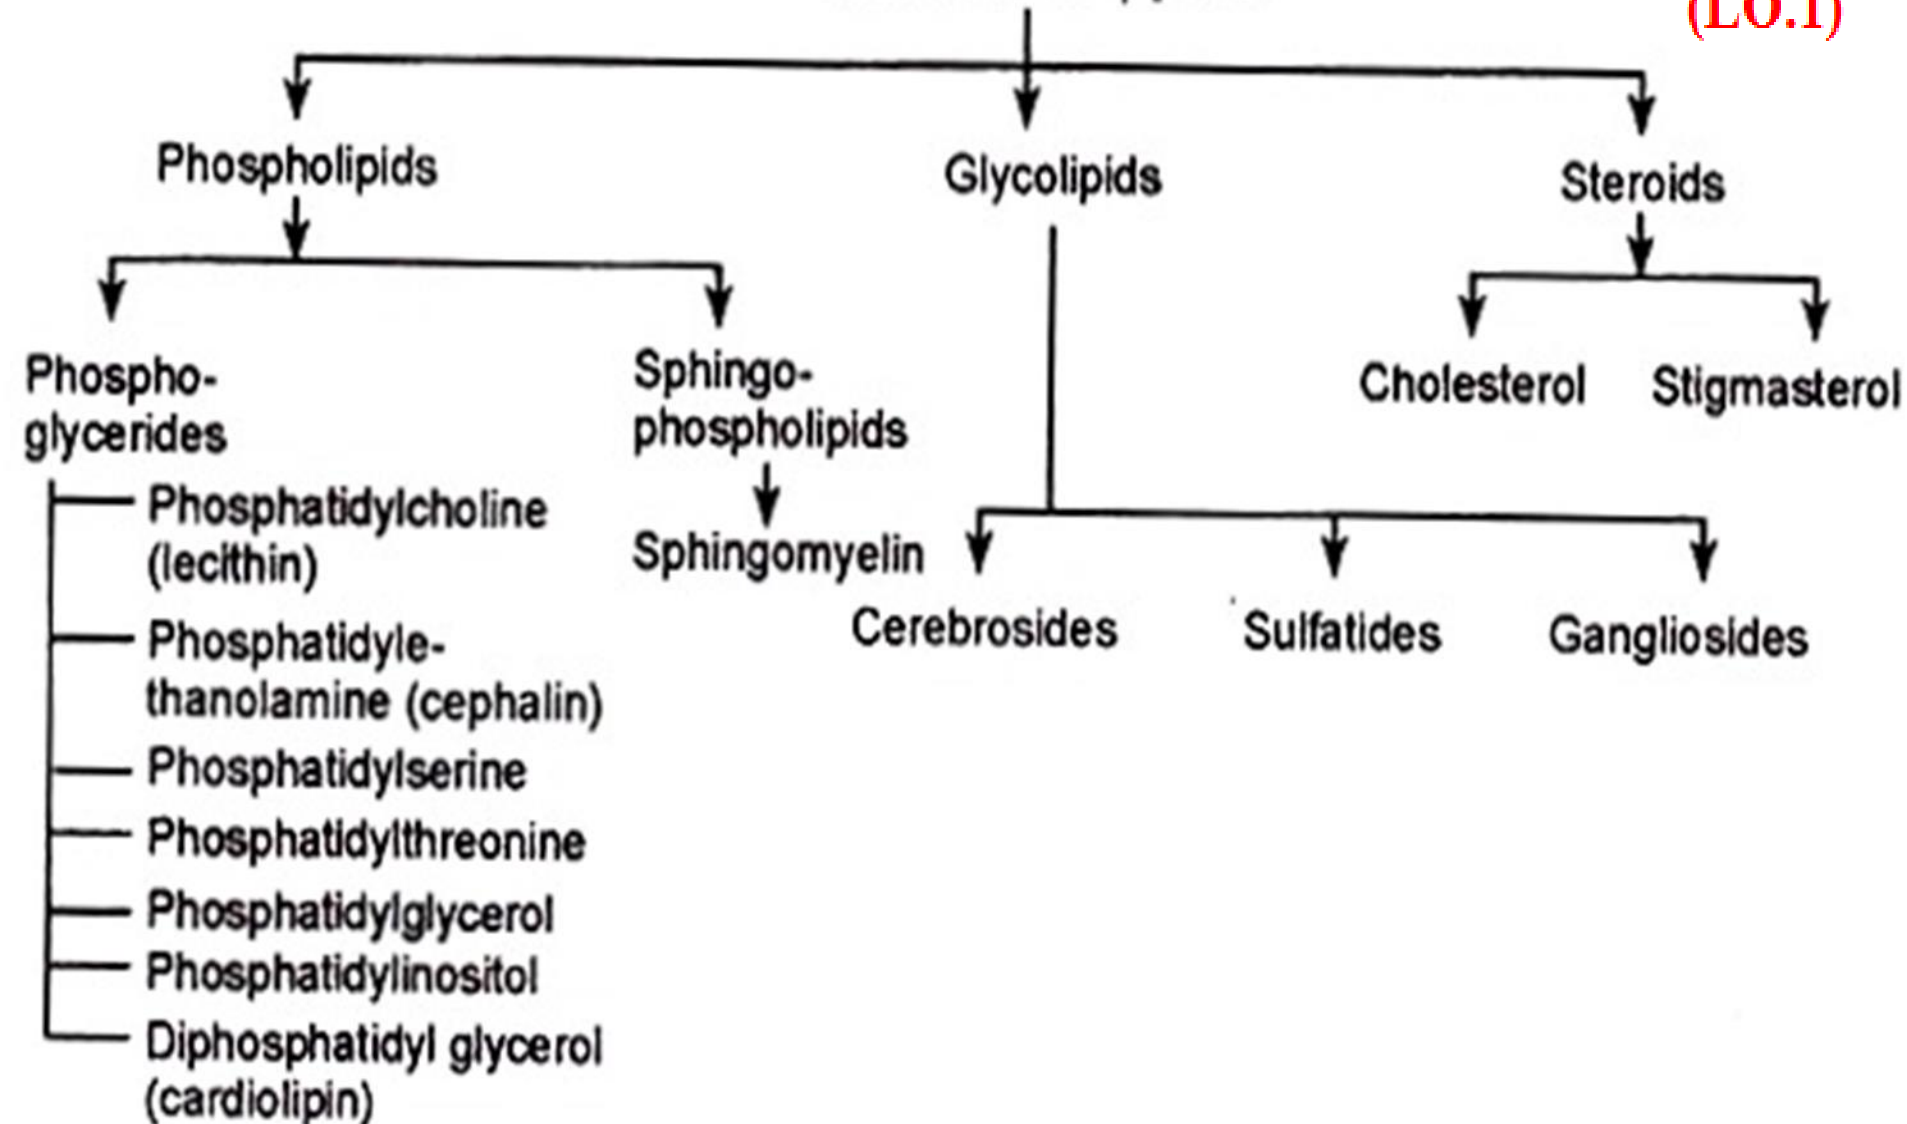 (LO.1)
Phospholipids
Glycolipids
Steroids
Phospho-
glycerides
Sphingo-
phospholipids
Cholesterol
Stigmasterol
Phosphatidylcholine
(lecithin)
Sphingomyelin
Cerebrosides
Sulfatides
Gangliosides
Phosphatidyle-
thanolamine (cephalin)
Phosphatidylserine
Phosphatidylthreonine
Phosphatidylglycerol
Phosphatidylinositol
Diphosphatidyl glycerol
(cardiolipin)